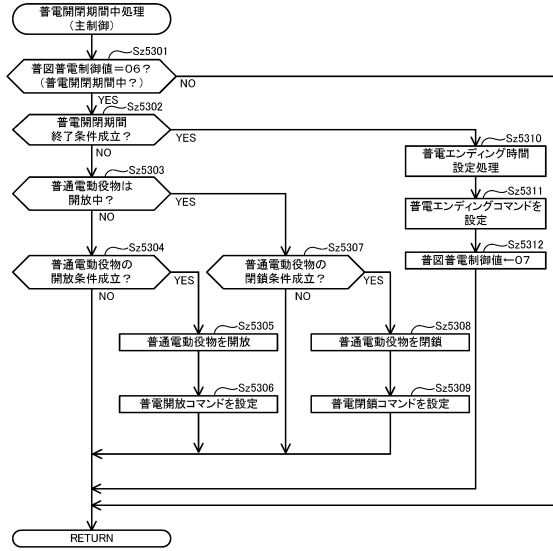 普電開閉期間中処理
（主制御）
Sz5301
普図普電制御値＝０６？
（普電開閉期間中？）
NO
YES
Sz5302
普電開閉期間
終了条件成立？
YES
NO
Sz5310
普電エンディング時間
設定処理
Sz5303
普通電動役物は
開放中？
YES
NO
Sz5311
普電エンディングコマンドを
設定
Sz5304
普通電動役物の
開放条件成立？
YES
NO
Sz5307
普通電動役物の
閉鎖条件成立？
YES
NO
Sz5312
普図普電制御値←０７
Sz5305
普通電動役物を開放
Sz5308
普通電動役物を閉鎖
Sz5306
普電開放コマンドを設定
Sz5309
普電閉鎖コマンドを設定
RETURN